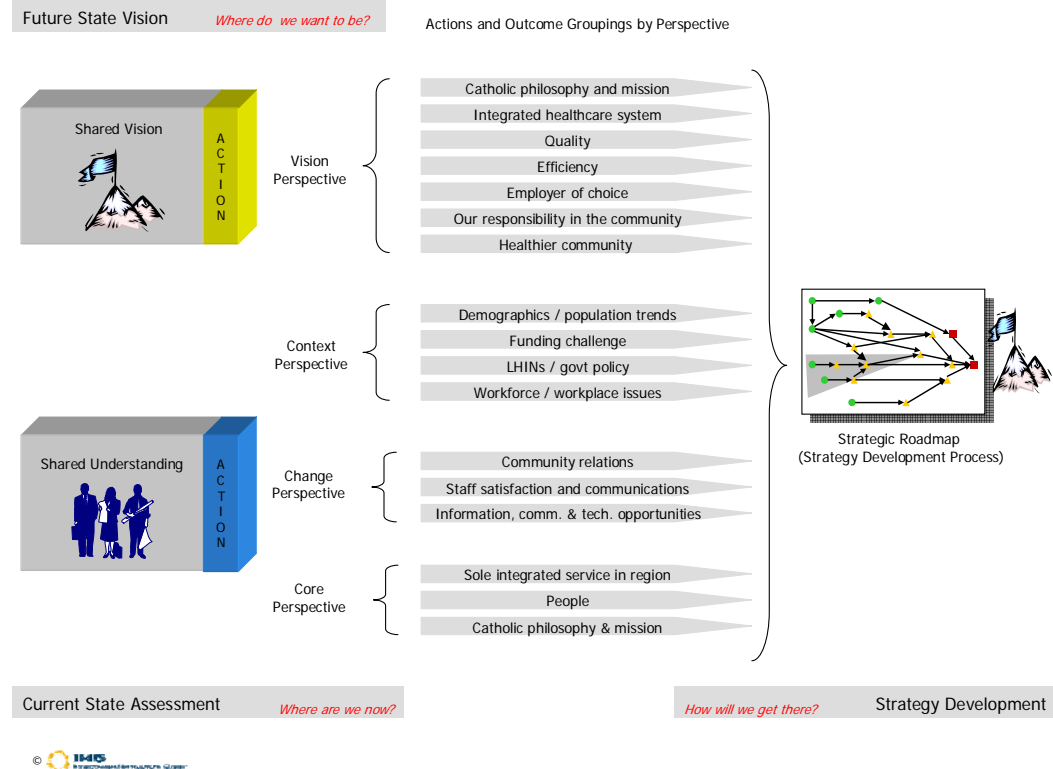 Future State Vision
Where do we want to be?
Actions and Outcome Groupings by Perspective
Shared Vision
ACTION
Vision
Perspective
Catholic philosophy and mission
Integrated healthcare system
Quality
Efficiency
Employer of choice
Our responsibility in the community
Healthier community
Context
Perspective
Demographics / population trends
Funding challenge
LHINs / govt policy
Workforce / workplace issues
Strategic Roadmap
(Strategy Development Process)
Shared Understanding
ACTION
Change
Perspective
Community relations
Staff satisfaction and communications
Information, comm. & tech. opportunities
Core
Perspective
Sole integrated service in region
People
Catholic philosophy & mission
Current State Assessment
Where are we now?
How will we get there?
Strategy Development
©